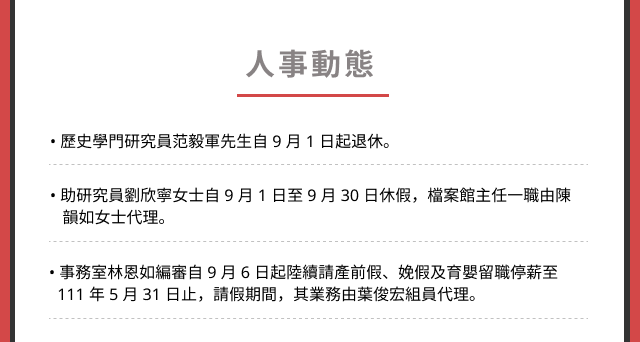 人事動態
• 歷史學門研究員范毅軍先生自 9 月 1 日起退休。
• 助研究員劉欣寧女士自 9 月 1 日至 9 月 30 日休假，檔案館主任一職由陳
韻如女士代理。
• 事務室林恩如編審自 9 月 6 日起陸續請產前假、娩假及育嬰留職停薪至
111 年 5 月 31 日止，請假期間，其業務由葉俊宏組員代理。